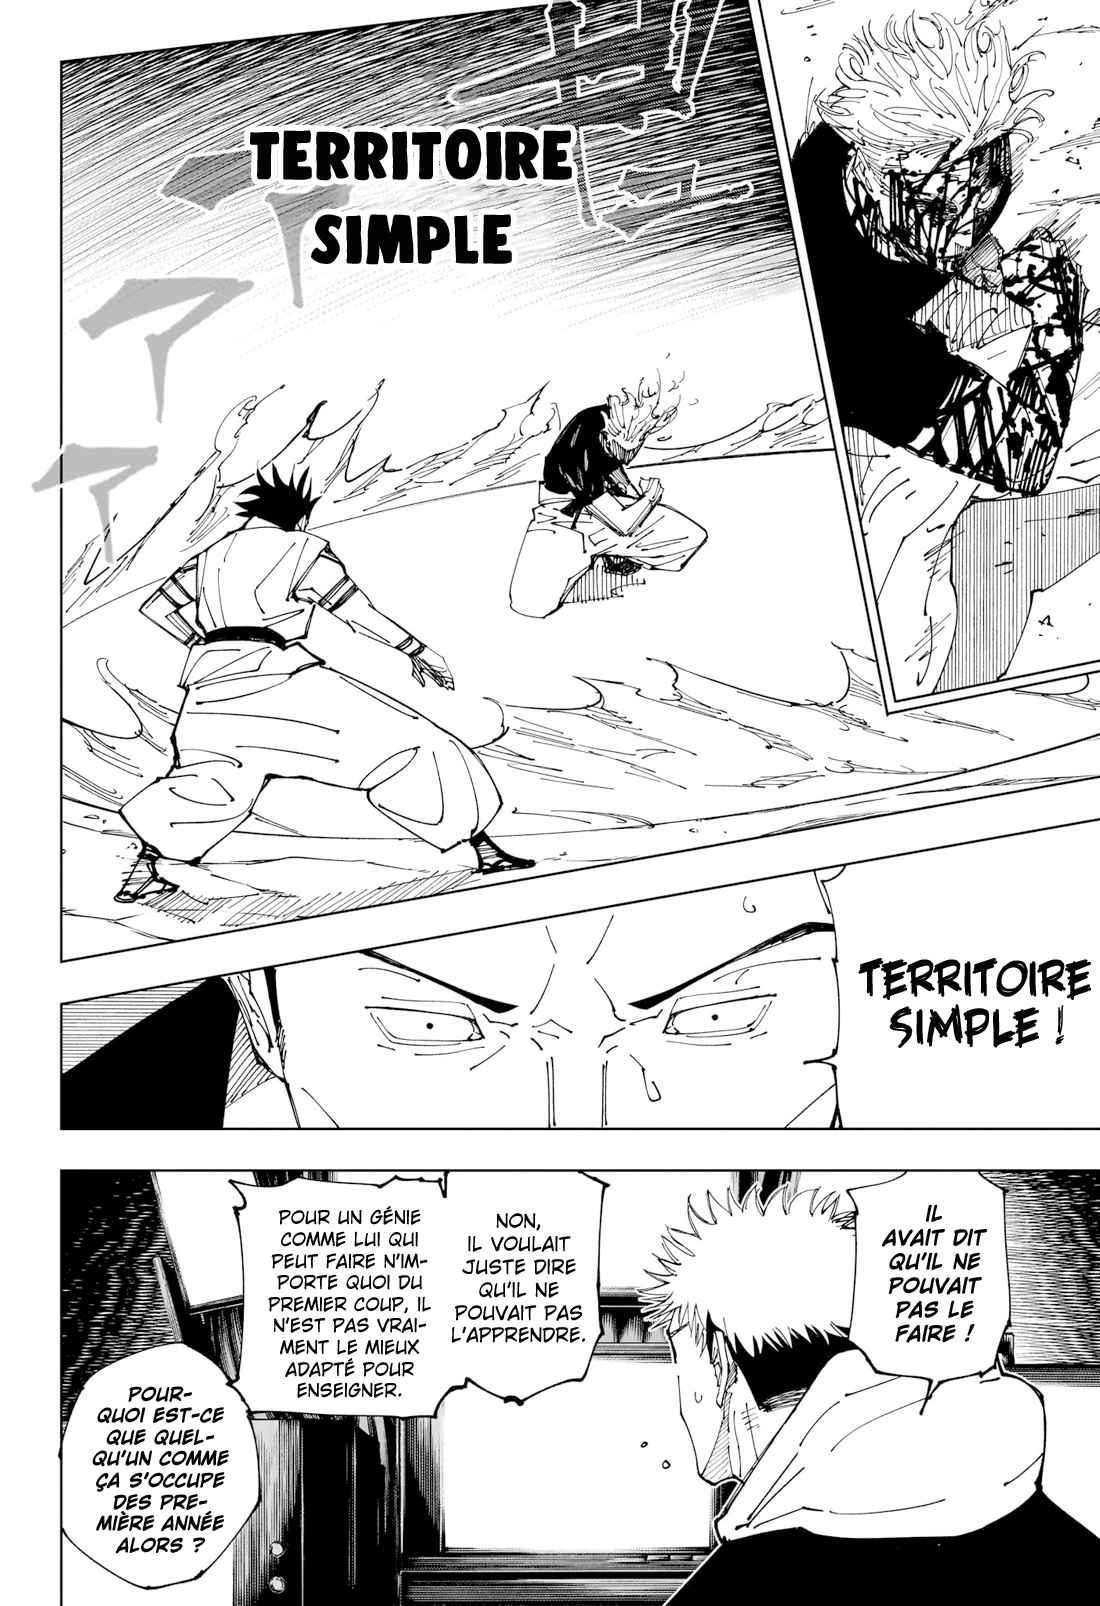 TERRITOIRE
SIMPLE
TERRITOIRE
SIMPLE !
IL
AVAIT DIT
QU'IL NE
POUVAIT
PAS LE
FAIRE !
NON,
IL VOULAIT
JUSTE DIRE
QU'IL NE
POUVAIT PAS
L'APPRENDRE.
POUR UN GÉNIE
COMME LUI QUI
PEUT FAIRE N'IM-
PORTE QUOI DU
PREMIER COUP, IL
N'EST PAS VRAI-
MENT LE MIEUX
ADAPTÉ POUR
ENSEIGNER.
POUR-
QUOI EST-CE
QUE QUEL-
QU'UN COMME
ÇA S'OCCUPE
DES PRE-
MIÈRE ANNÉE
ALORS ?